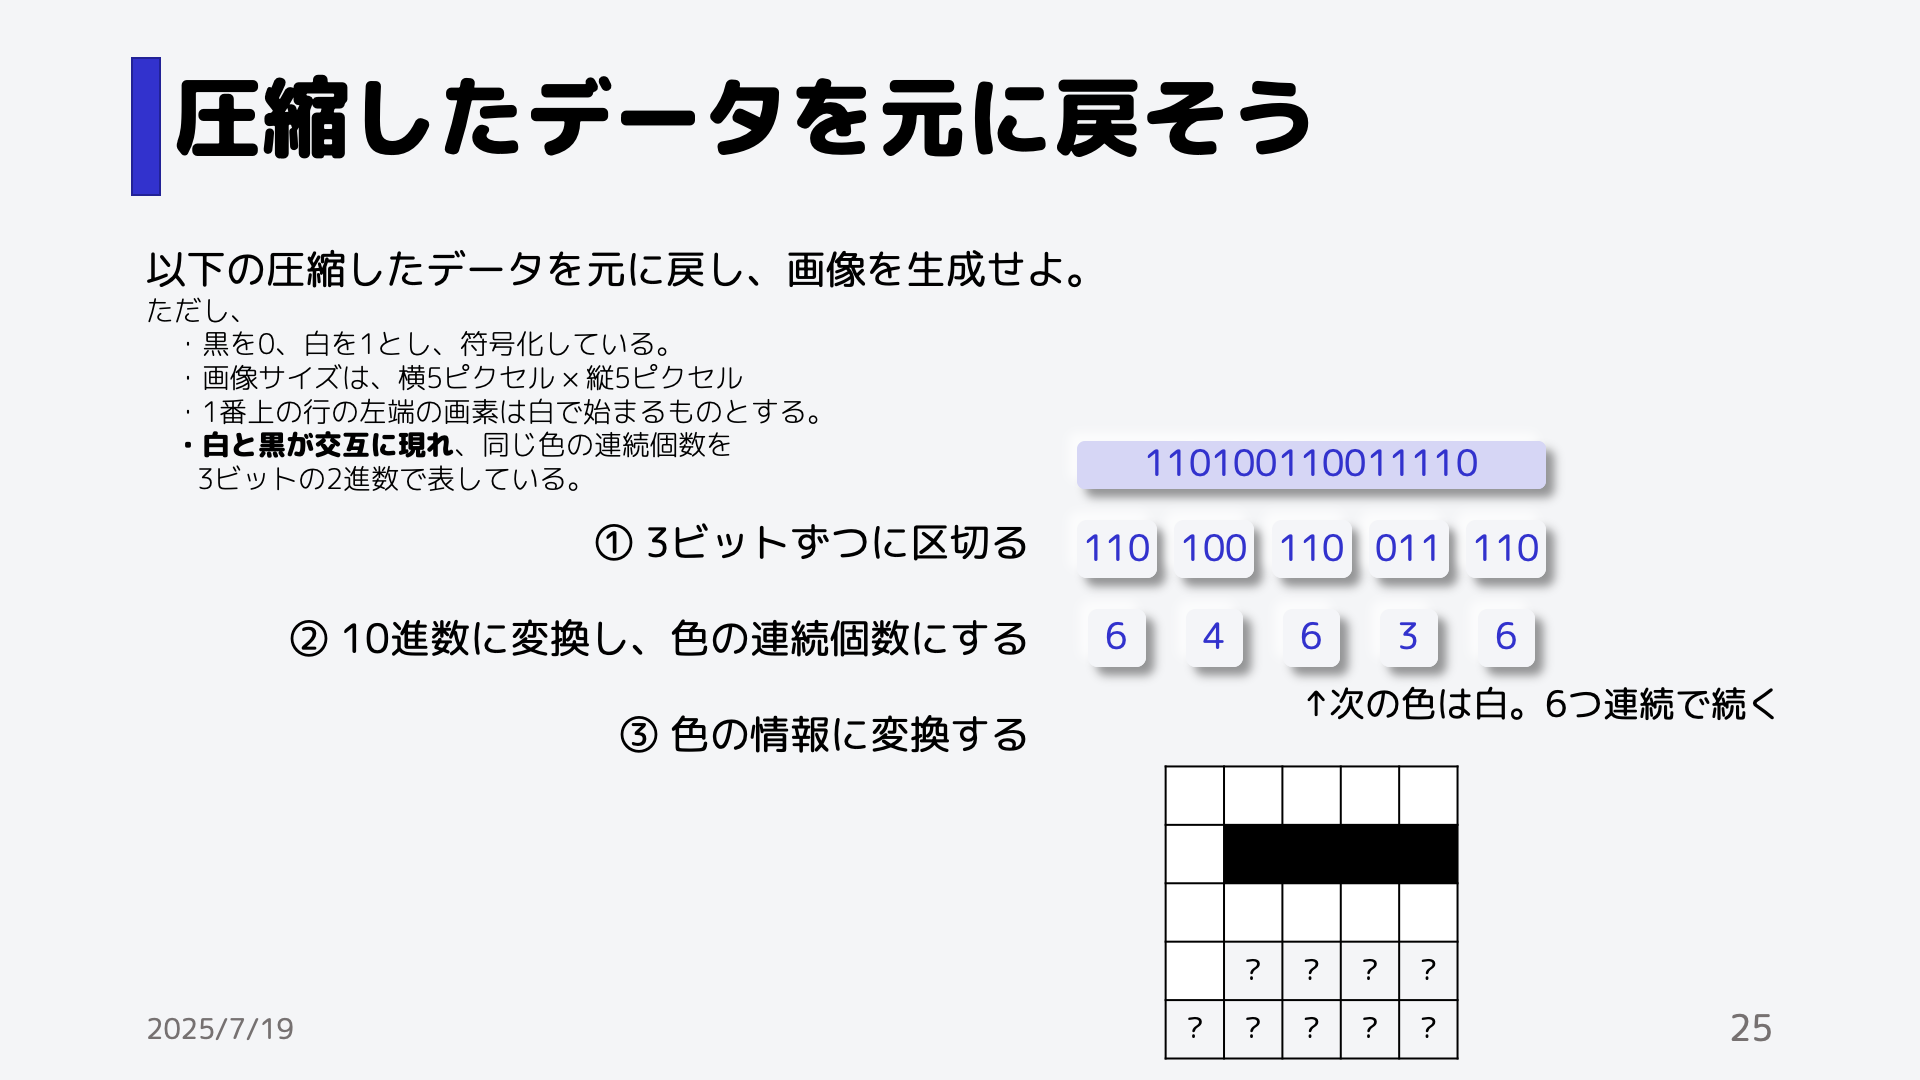 圧縮したデータを元に戻そう
以下の圧縮したデータを元に戻し、画像を生成せよ。
ただし、
・黒を0、白を1とし、符号化している。
・画像サイズは、横5ピクセル×縦5ピクセル
・1番上の行の左端の画素は白で始まるものとする。
・白と黒が交互に現れ、同じ色の連続個数を
3ビットの2進数で表している。
110100110011110
① 3ビットずつに区切る
110 100 110 011 110
② 10進数に変換し、色の連続個数にする
6 4 6 3 6
↑次の色は白。6つ連続で続く
③ 色の情報に変換する
? ? ? ?
? ? ? ? ?
2025/7/19
25